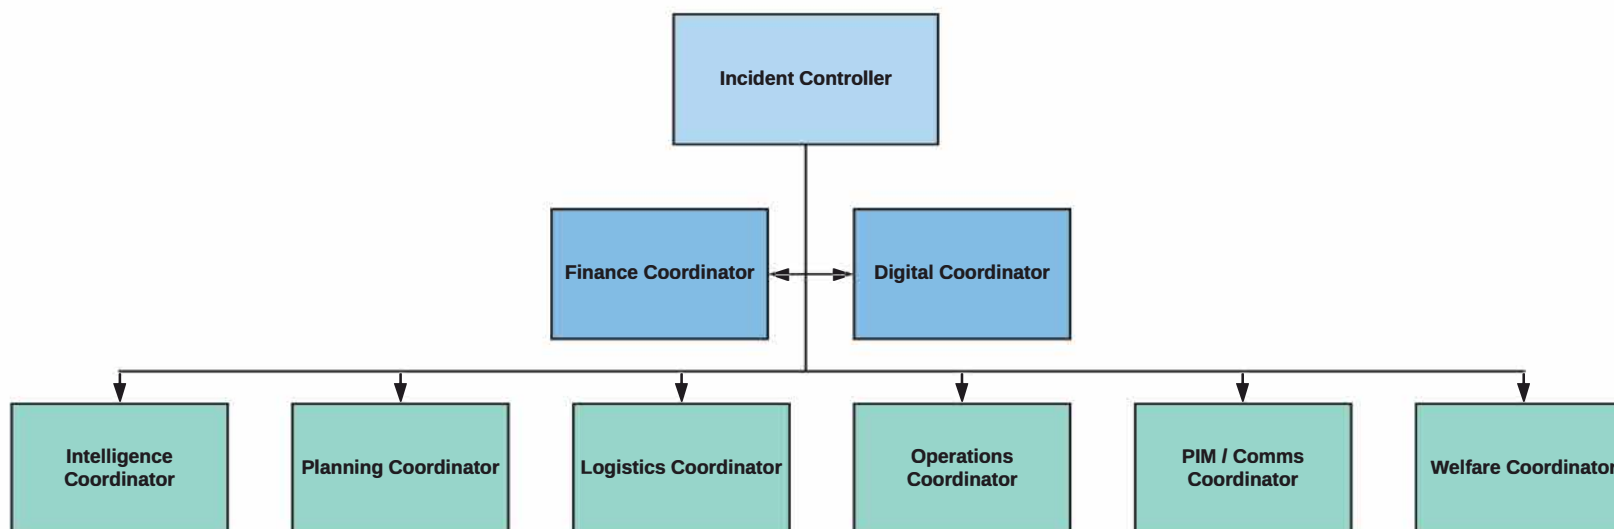 Incident Controller
Finance Coordinator
Digital Coordinator
Intelligence
Coordinator
Planning Coordinator
Logistics Coordinator
Operations
Coordinator
PIM / Comms
Coordinator
Welfare Coordinator